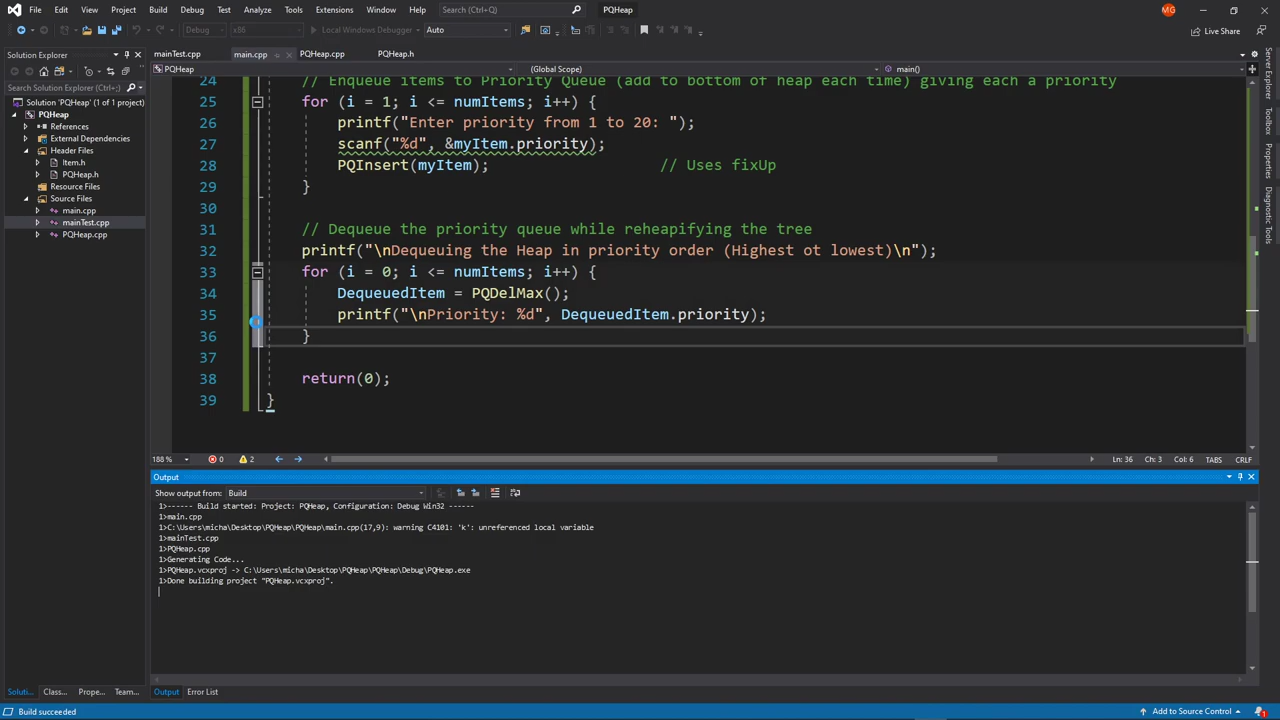 File Edit View Git Project Build Debug Test Analyze Tools Extensions Window Help Search (Ctrl+Q) PQHeap MG
Debug x86 Local Windows Debugger Auto Live Share
Solution Explorer
mainTest.cpp main.cpp PQHeap.cpp PQHeap.h
PQHeap (Global Scope) main()
Search Solution Explorer (Ctrl+;)
Solution 'PQHeap' (1 of 1 project)
PQHeap
References
External Dependencies
Header Files
Item.h
PQHeap.h
Resource Files
Source Files
main.cpp
mainTest.cpp
PQHeap.cpp
24 // Enqueue items to Priority Queue (add to bottom of heap each time) giving each a priority
25 for (i = 1; i <= numItems; i++) {
26 printf("Enter priority from 1 to 20: ");
27 scanf("%d", &myItem.priority);
28 PQInsert(myItem); // Uses fixUp
29 }
30
31 // Dequeue the priority queue while reheapifying the tree
32 printf("\nDequeuing the Heap in priority order (Highest ot lowest)\n");
33 for (i = 0; i <= numItems; i++) {
34 DequeuedItem = PQDelMax();
35 printf("\nPriority: %d", DequeuedItem.priority);
36 }
37
38 return(0);
39 }
188 % 0 2 Ln: 36 Ch: 3 Col: 6 TABS CRLF
Output
Show output from: Build
1>------ Build started: Project: PQHeap, Configuration: Debug Win32 ------
1>main.cpp
1>C:\Users\micha\Desktop\PQHeap\PQHeap\main.cpp(17,9): warning C4101: 'k': unreferenced local variable
1>mainTest.cpp
1>PQHeap.cpp
1>Generating Code...
1>PQHeap.vcxproj -> C:\Users\micha\Desktop\PQHeap\PQHeap\Debug\PQHeap.exe
1>Done building project "PQHeap.vcxproj".
Soluti... Class... Prope... Team... Output Error List
Build succeeded Add to Source Control 1
Server Explorer
Toolbox
Properties
Diagnostic Tools